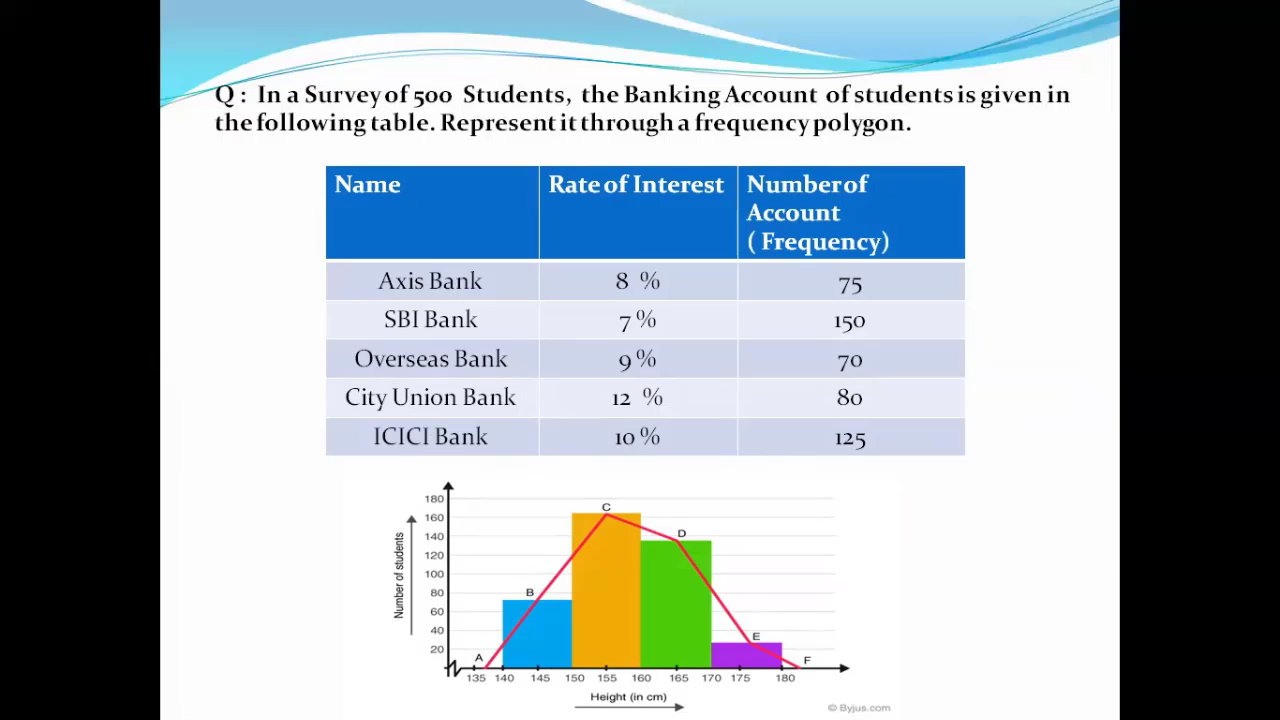 Q : In a Survey of 500 Students, the Banking Account of students is given in
the following table. Represent it through a frequency polygon.
Name Rate of Interest Number of
Account
( Frequency)
Axis Bank 8 % 75
SBI Bank 7 % 150
Overseas Bank 9 % 70
City Union Bank 12 % 80
ICICI Bank 10 % 125
180
160
140
120
100
80
60
40
20
Number of students
A
B
C
D
E
F
135 140 145 150 155 160 165 170 175 180
Height (in cm)
© Byjus.com